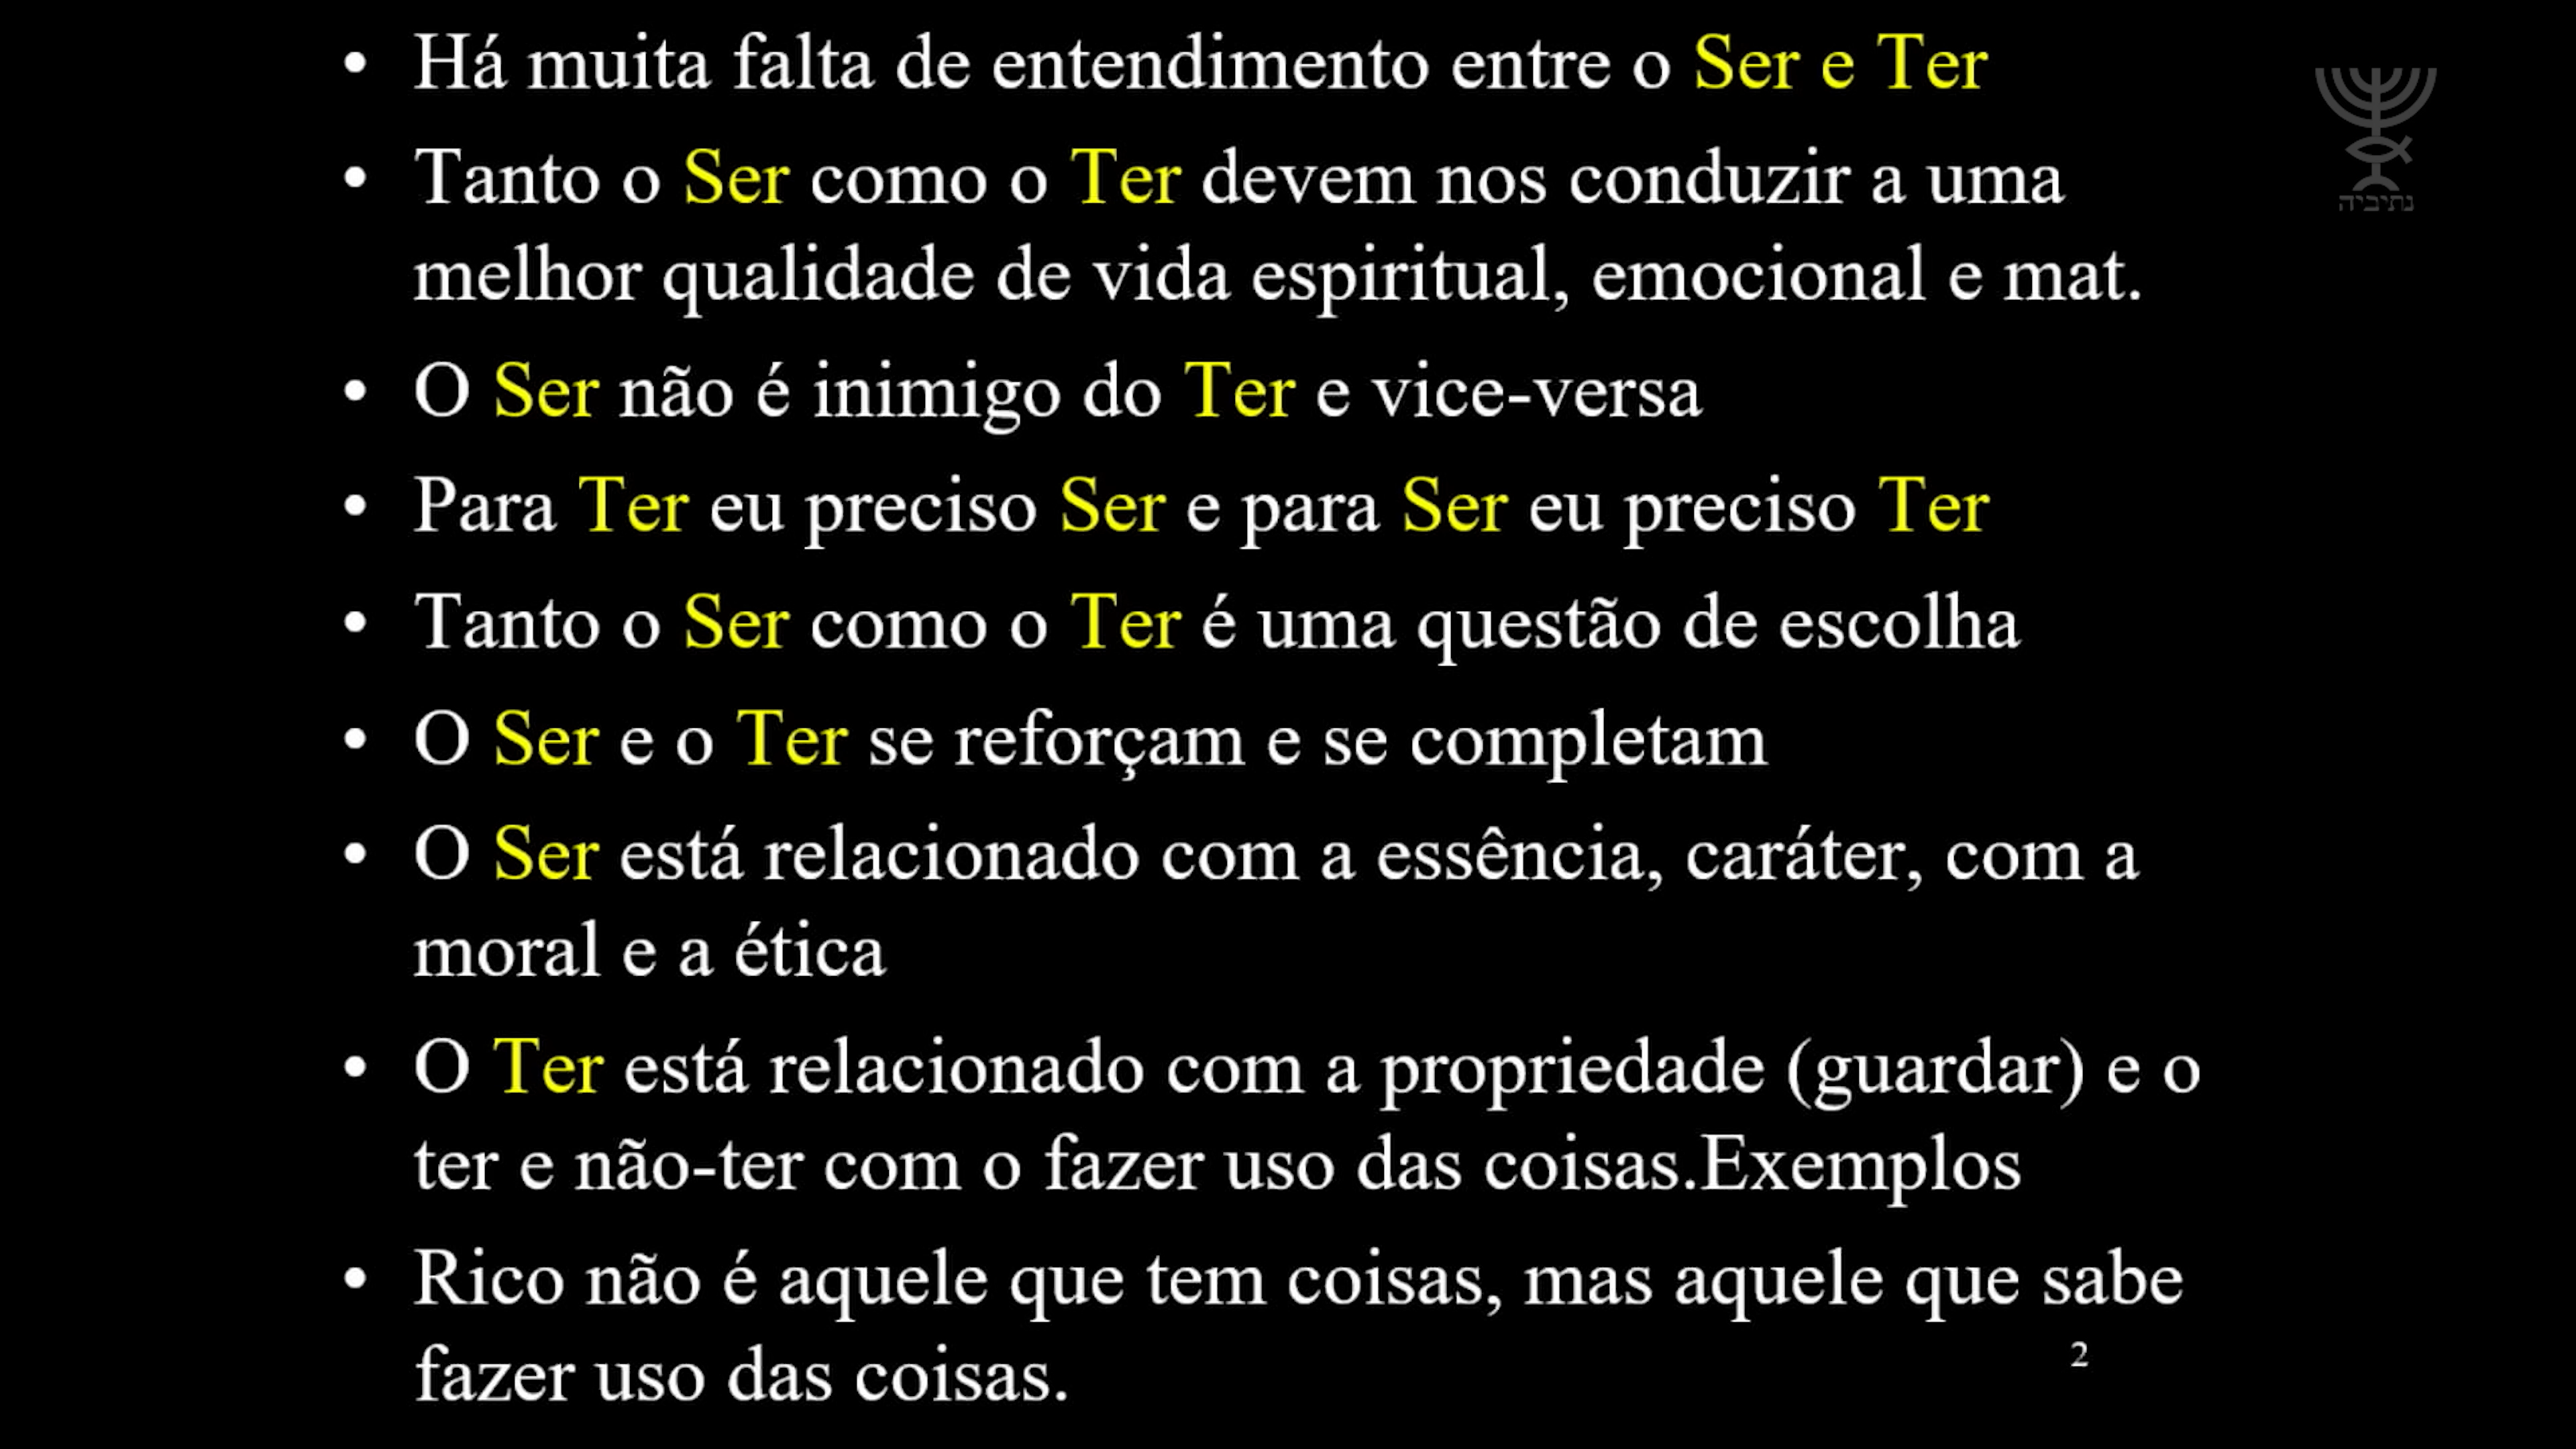 • Há muita falta de entendimento entre o Ser e Ter
• Tanto o Ser como o Ter devem nos conduzir a uma
melhor qualidade de vida espiritual, emocional e mat.
• O Ser não é inimigo do Ter e vice-versa
• Para Ter eu preciso Ser e para Ser eu preciso Ter
• Tanto o Ser como o Ter é uma questão de escolha
• O Ser e o Ter se reforçam e se completam
• O Ser está relacionado com a essência, caráter, com a
moral e a ética
• O Ter está relacionado com a propriedade (guardar) e o
ter e não-ter com o fazer uso das coisas.Exemplos
• Rico não é aquele que tem coisas, mas aquele que sabe
fazer uso das coisas.
2
נתיביה